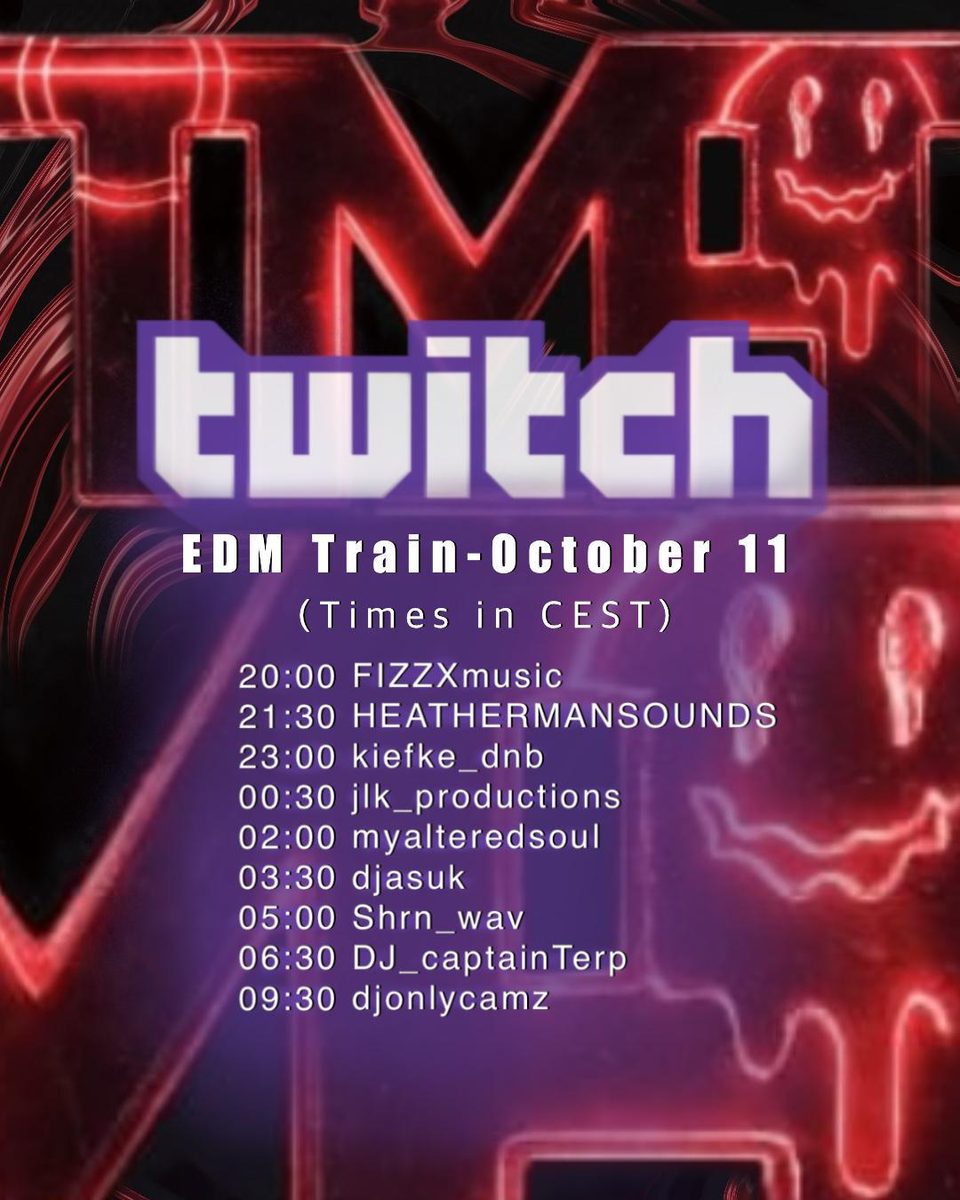 twitch
EDM Train-October 11
(Times in CEST)
20:00 FIZZXmusic
21:30 HEATHERMANSOUNDS
23:00 kiefke_dnb
00:30 jlk_productions
02:00 myalteredsoul
03:30 djasuk
05:00 Shrn_wav
06:30 DJ_captainTerp
09:30 djonlycamz